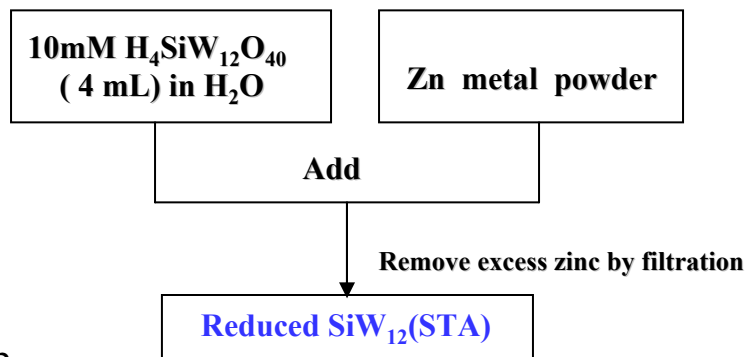 10mM H₄SiW₁₂O₄₀
( 4 mL) in H₂O
Zn metal powder
Add
Remove excess zinc by filtration
Reduced SiW₁₂(STA)